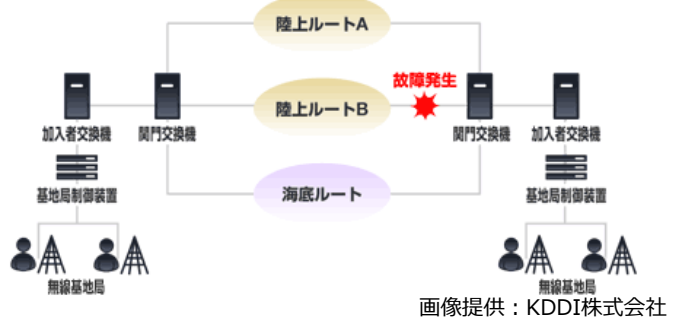 陸上ルートA
故障発生
陸上ルートB
加入者交換機
関門交換機
関門交換機
加入者交換機
海底ルート
基地局制御装置
基地局制御装置
無線基地局
無線基地局
画像提供：KDDI株式会社